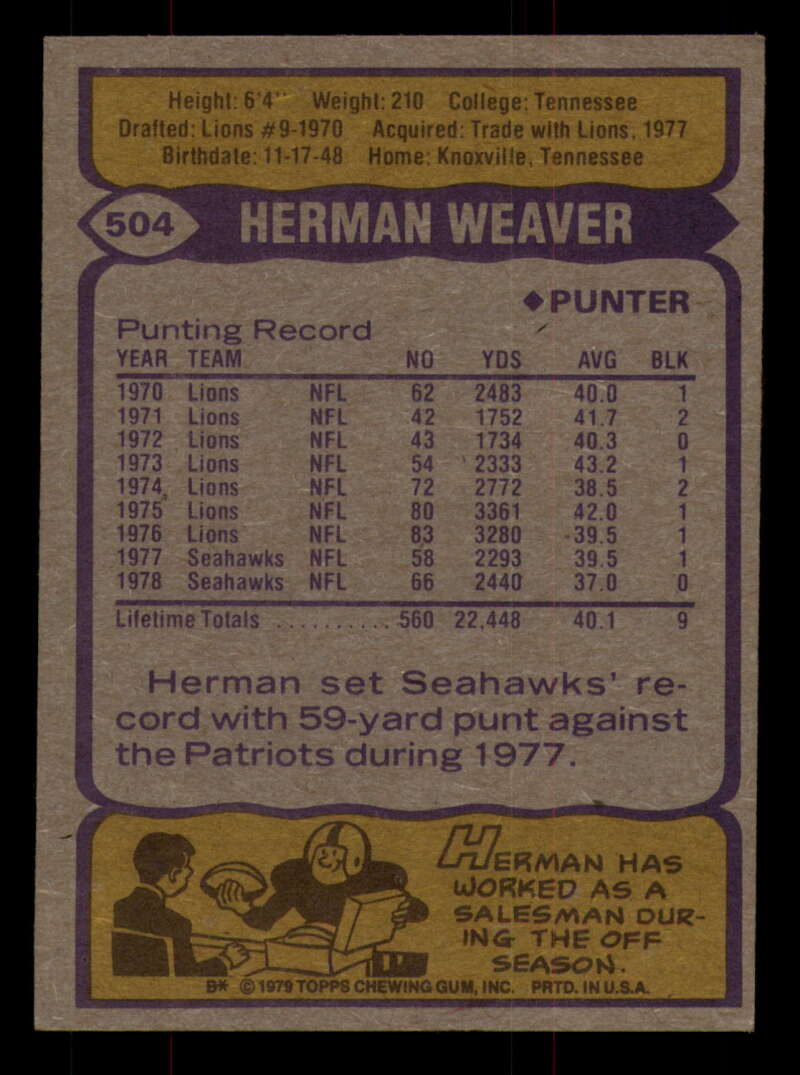 Height: 6'4" Weight: 210 College: Tennessee
Drafted: Lions #9-1970 Acquired: Trade with Lions, 1977
Birthdate: 11-17-48 Home: Knoxville, Tennessee
504 HERMAN WEAVER
◆PUNTER
Punting Record
YEAR TEAM NO YDS AVG BLK
1970 Lions NFL 62 2483 40.0 1
1971 Lions NFL 42 1752 41.7 2
1972 Lions NFL 43 1734 40.3 0
1973 Lions NFL 54 2333 43.2 1
1974 Lions NFL 72 2772 38.5 2
1975 Lions NFL 80 3361 42.0 1
1976 Lions NFL 83 3280 39.5 1
1977 Seahawks NFL 58 2293 39.5 1
1978 Seahawks NFL 66 2440 37.0 0
Lifetime Totals .......... 560 22,448 40.1 9
Herman set Seahawks' re-
cord with 59-yard punt against
the Patriots during 1977.
HERMAN HAS
WORKED AS A
SALESMAN DUR-
ING THE OFF
SEASON.
B* © 1979 TOPPS CHEWING GUM, INC. PRTD. IN U.S.A.